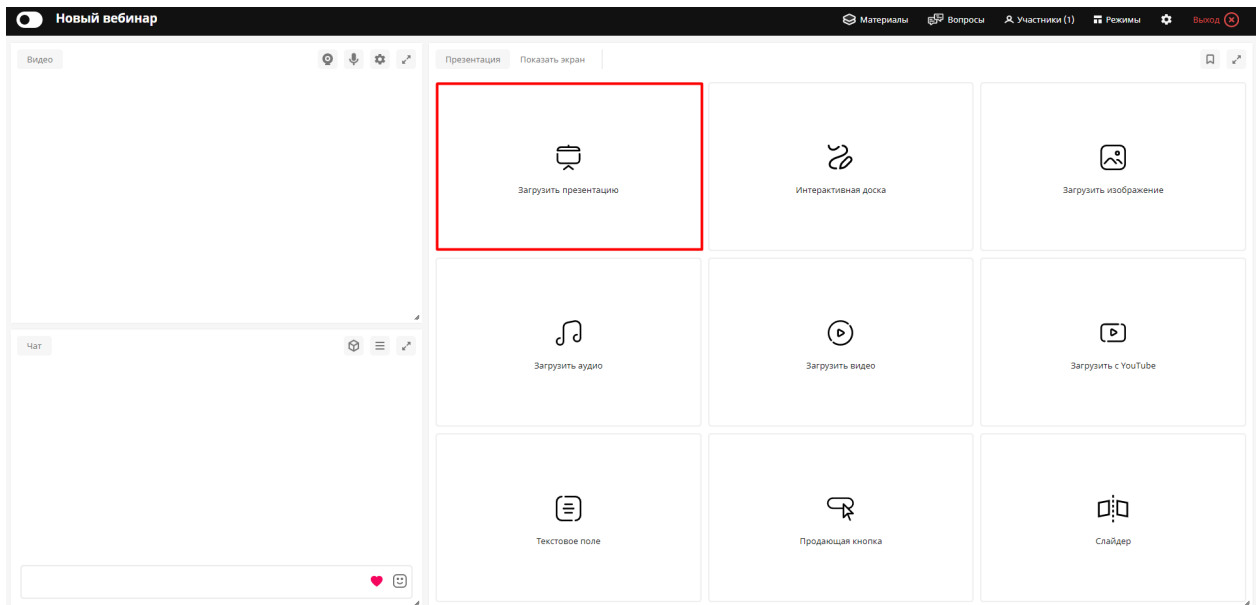 Новый вебинар
Материалы Вопросы Участники (1) Режимы Выход
Видео
Презентация Показать экран
Загрузить презентацию Интерактивная доска Загрузить изображение
Чат
Загрузить аудио Загрузить видео Загрузить с YouTube
Текстовое поле Продающая кнопка Слайдер